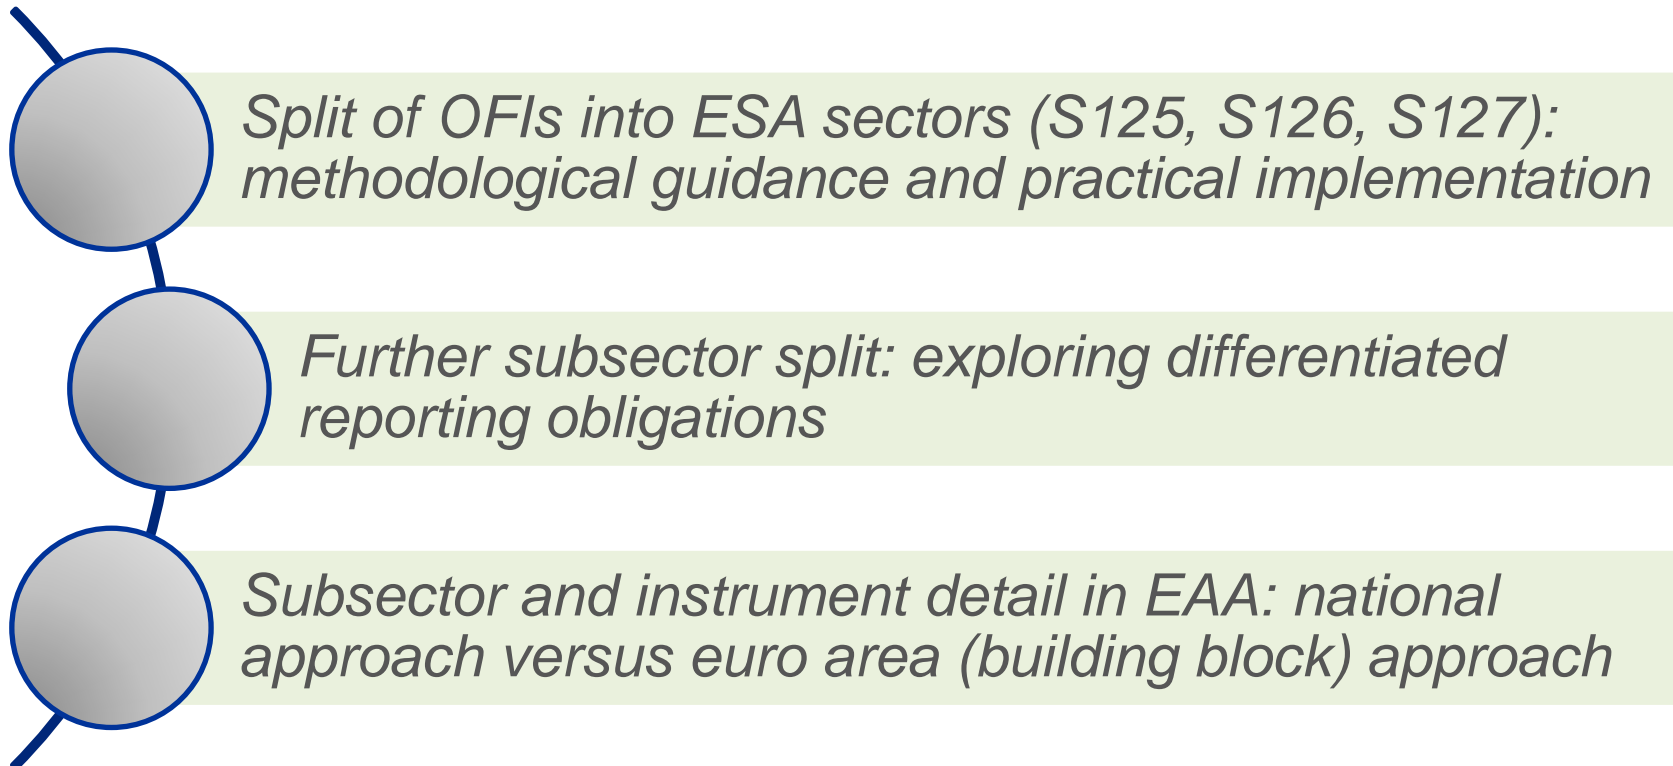 Split of OFIs into ESA sectors (S125, S126, S127):
methodological guidance and practical implementation
Further subsector split: exploring differentiated
reporting obligations
Subsector and instrument detail in EAA: national
approach versus euro area (building block) approach